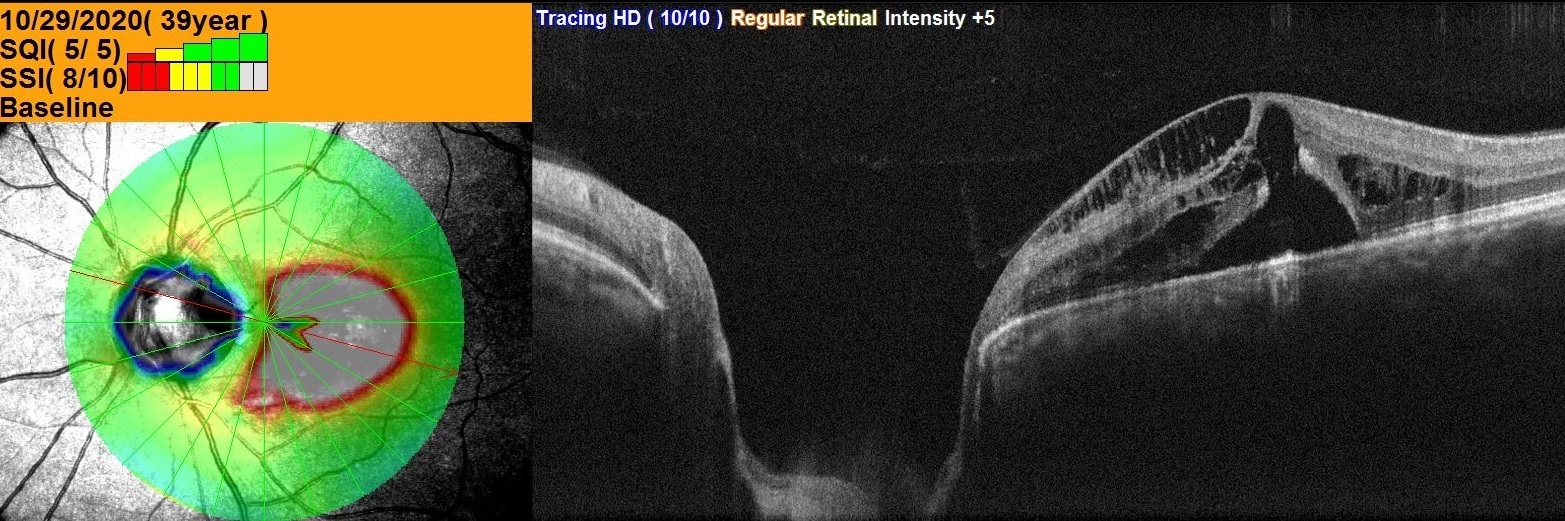 10/29/2020( 39year )
SQI( 5/ 5)
SSI( 8/10)
Baseline
Tracing HD ( 10/10 ) Regular Retinal Intensity +5